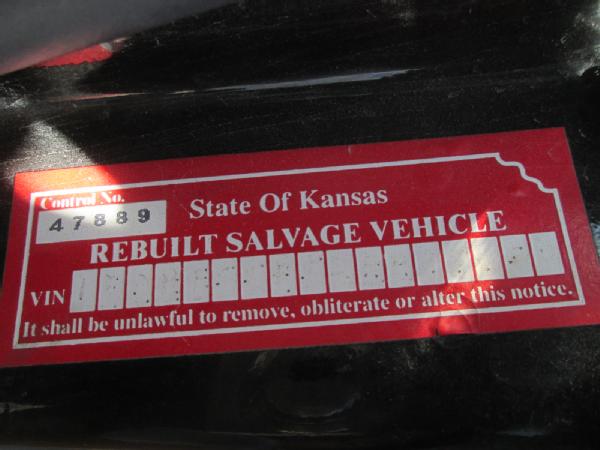 Control No.
47889
State Of Kansas
REBUILT SALVAGE VEHICLE
VIN
It shall be unlawful to remove, obliterate or alter this notice.